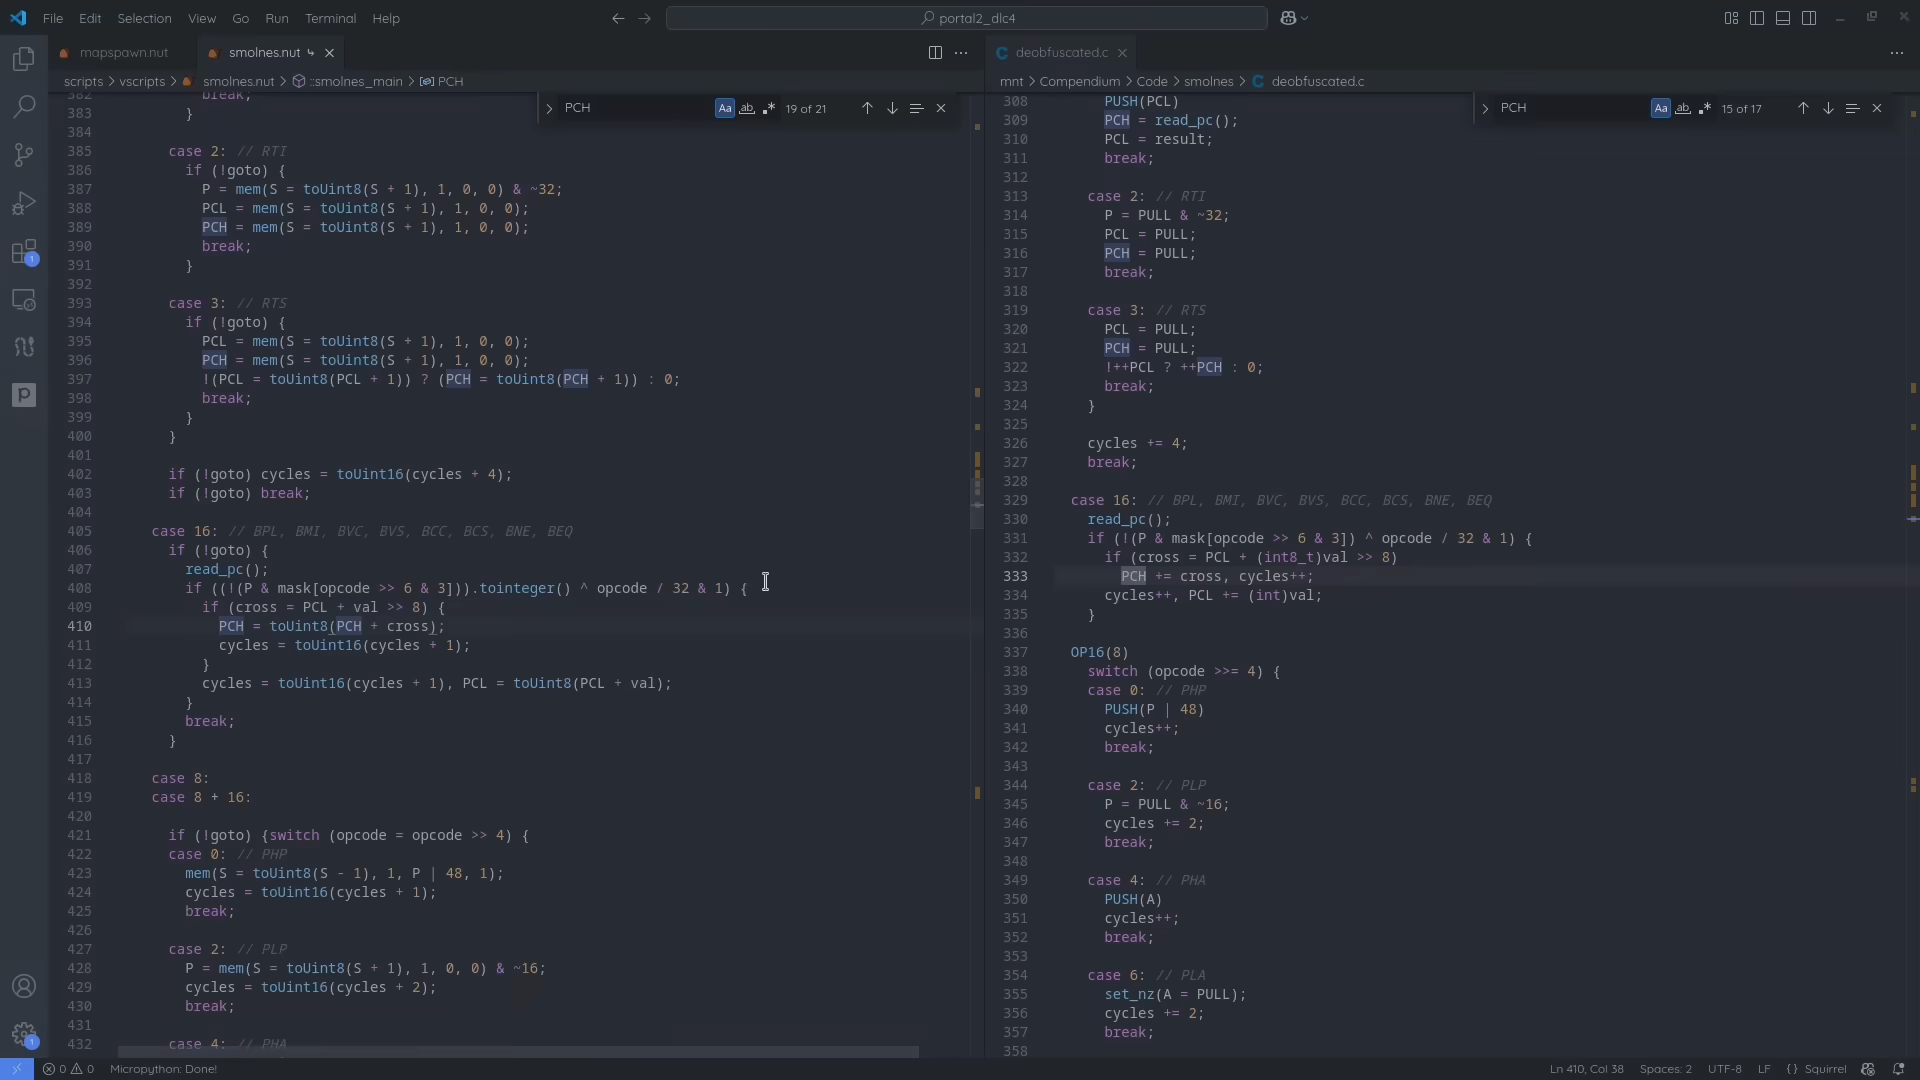 File Edit Selection View Go Run Terminal Help
portal2_dlc4
mapspawn.nut
smolnes.nut
scripts > vscripts > smolnes.nut > ::smolnes_main > PCH
PCH
Aa ab
19 of 21
382 break;
383 }
384
385 case 2: // RTI
386 if (!goto) {
387 P = mem(S = toUint8(S + 1), 1, 0, 0) & ~32;
388 PCL = mem(S = toUint8(S + 1), 1, 0, 0);
389 PCH = mem(S = toUint8(S + 1), 1, 0, 0);
390 break;
391 }
392
393 case 3: // RTS
394 if (!goto) {
395 PCL = mem(S = toUint8(S + 1), 1, 0, 0);
396 PCH = mem(S = toUint8(S + 1), 1, 0, 0);
397 !(PCL = toUint8(PCL + 1)) ? (PCH = toUint8(PCH + 1)) : 0;
398 break;
399 }
400 }
401
402 if (!goto) cycles = toUint16(cycles + 4);
403 if (!goto) break;
404
405 case 16: // BPL, BMI, BVC, BVS, BCC, BCS, BNE, BEQ
406 if (!goto) {
407 read_pc();
408 if ((!(P & mask[opcode >> 6 & 3])).tointeger() ^ opcode / 32 & 1) {
409 if (cross = PCL + val >> 8) {
410 PCH = toUint8(PCH + cross);
411 cycles = toUint16(cycles + 1);
412 }
413 cycles = toUint16(cycles + 1), PCL = toUint8(PCL + val);
414 }
415 break;
416 }
417
418 case 8:
419 case 8 + 16:
420
421 if (!goto) {switch (opcode = opcode >> 4) {
422 case 0: // PHP
423 mem(S = toUint8(S - 1), 1, P | 48, 1);
424 cycles = toUint16(cycles + 1);
425 break;
426
427 case 2: // PLP
428 P = mem(S = toUint8(S + 1), 1, 0, 0) & ~16;
429 cycles = toUint16(cycles + 2);
430 break;
431
432 case 4: // PHA
deobfuscated.c
mnt > Compendium > Code > smolnes > deobfuscated.c
PCH
Aa ab
15 of 17
308 PUSH(PCL)
309 PCH = read_pc();
310 PCL = result;
311 break;
312
313 case 2: // RTI
314 P = PULL & ~32;
315 PCL = PULL;
316 PCH = PULL;
317 break;
318
319 case 3: // RTS
320 PCL = PULL;
321 PCH = PULL;
322 !++PCL ? ++PCH : 0;
323 break;
324 }
325
326 cycles += 4;
327 break;
328
329 case 16: // BPL, BMI, BVC, BVS, BCC, BCS, BNE, BEQ
330 read_pc();
331 if (!(P & mask[opcode >> 6 & 3]) ^ opcode / 32 & 1) {
332 if (cross = PCL + (int8_t)val >> 8)
333 PCH += cross, cycles++;
334 cycles++, PCL += (int)val;
335 }
336
337 OP16(8)
338 switch (opcode >>= 4) {
339 case 0: // PHP
340 PUSH(P | 48)
341 cycles++;
342 break;
343
344 case 2: // PLP
345 P = PULL & ~16;
346 cycles += 2;
347 break;
348
349 case 4: // PHA
350 PUSH(A)
351 cycles++;
352 break;
353
354 case 6: // PLA
355 set_nz(A = PULL);
356 cycles += 2;
357 break;
358
1
1
p
0 0 Micropython: Done!
Ln 410, Col 38 Spaces: 2 UTF-8 LF {} Squirrel